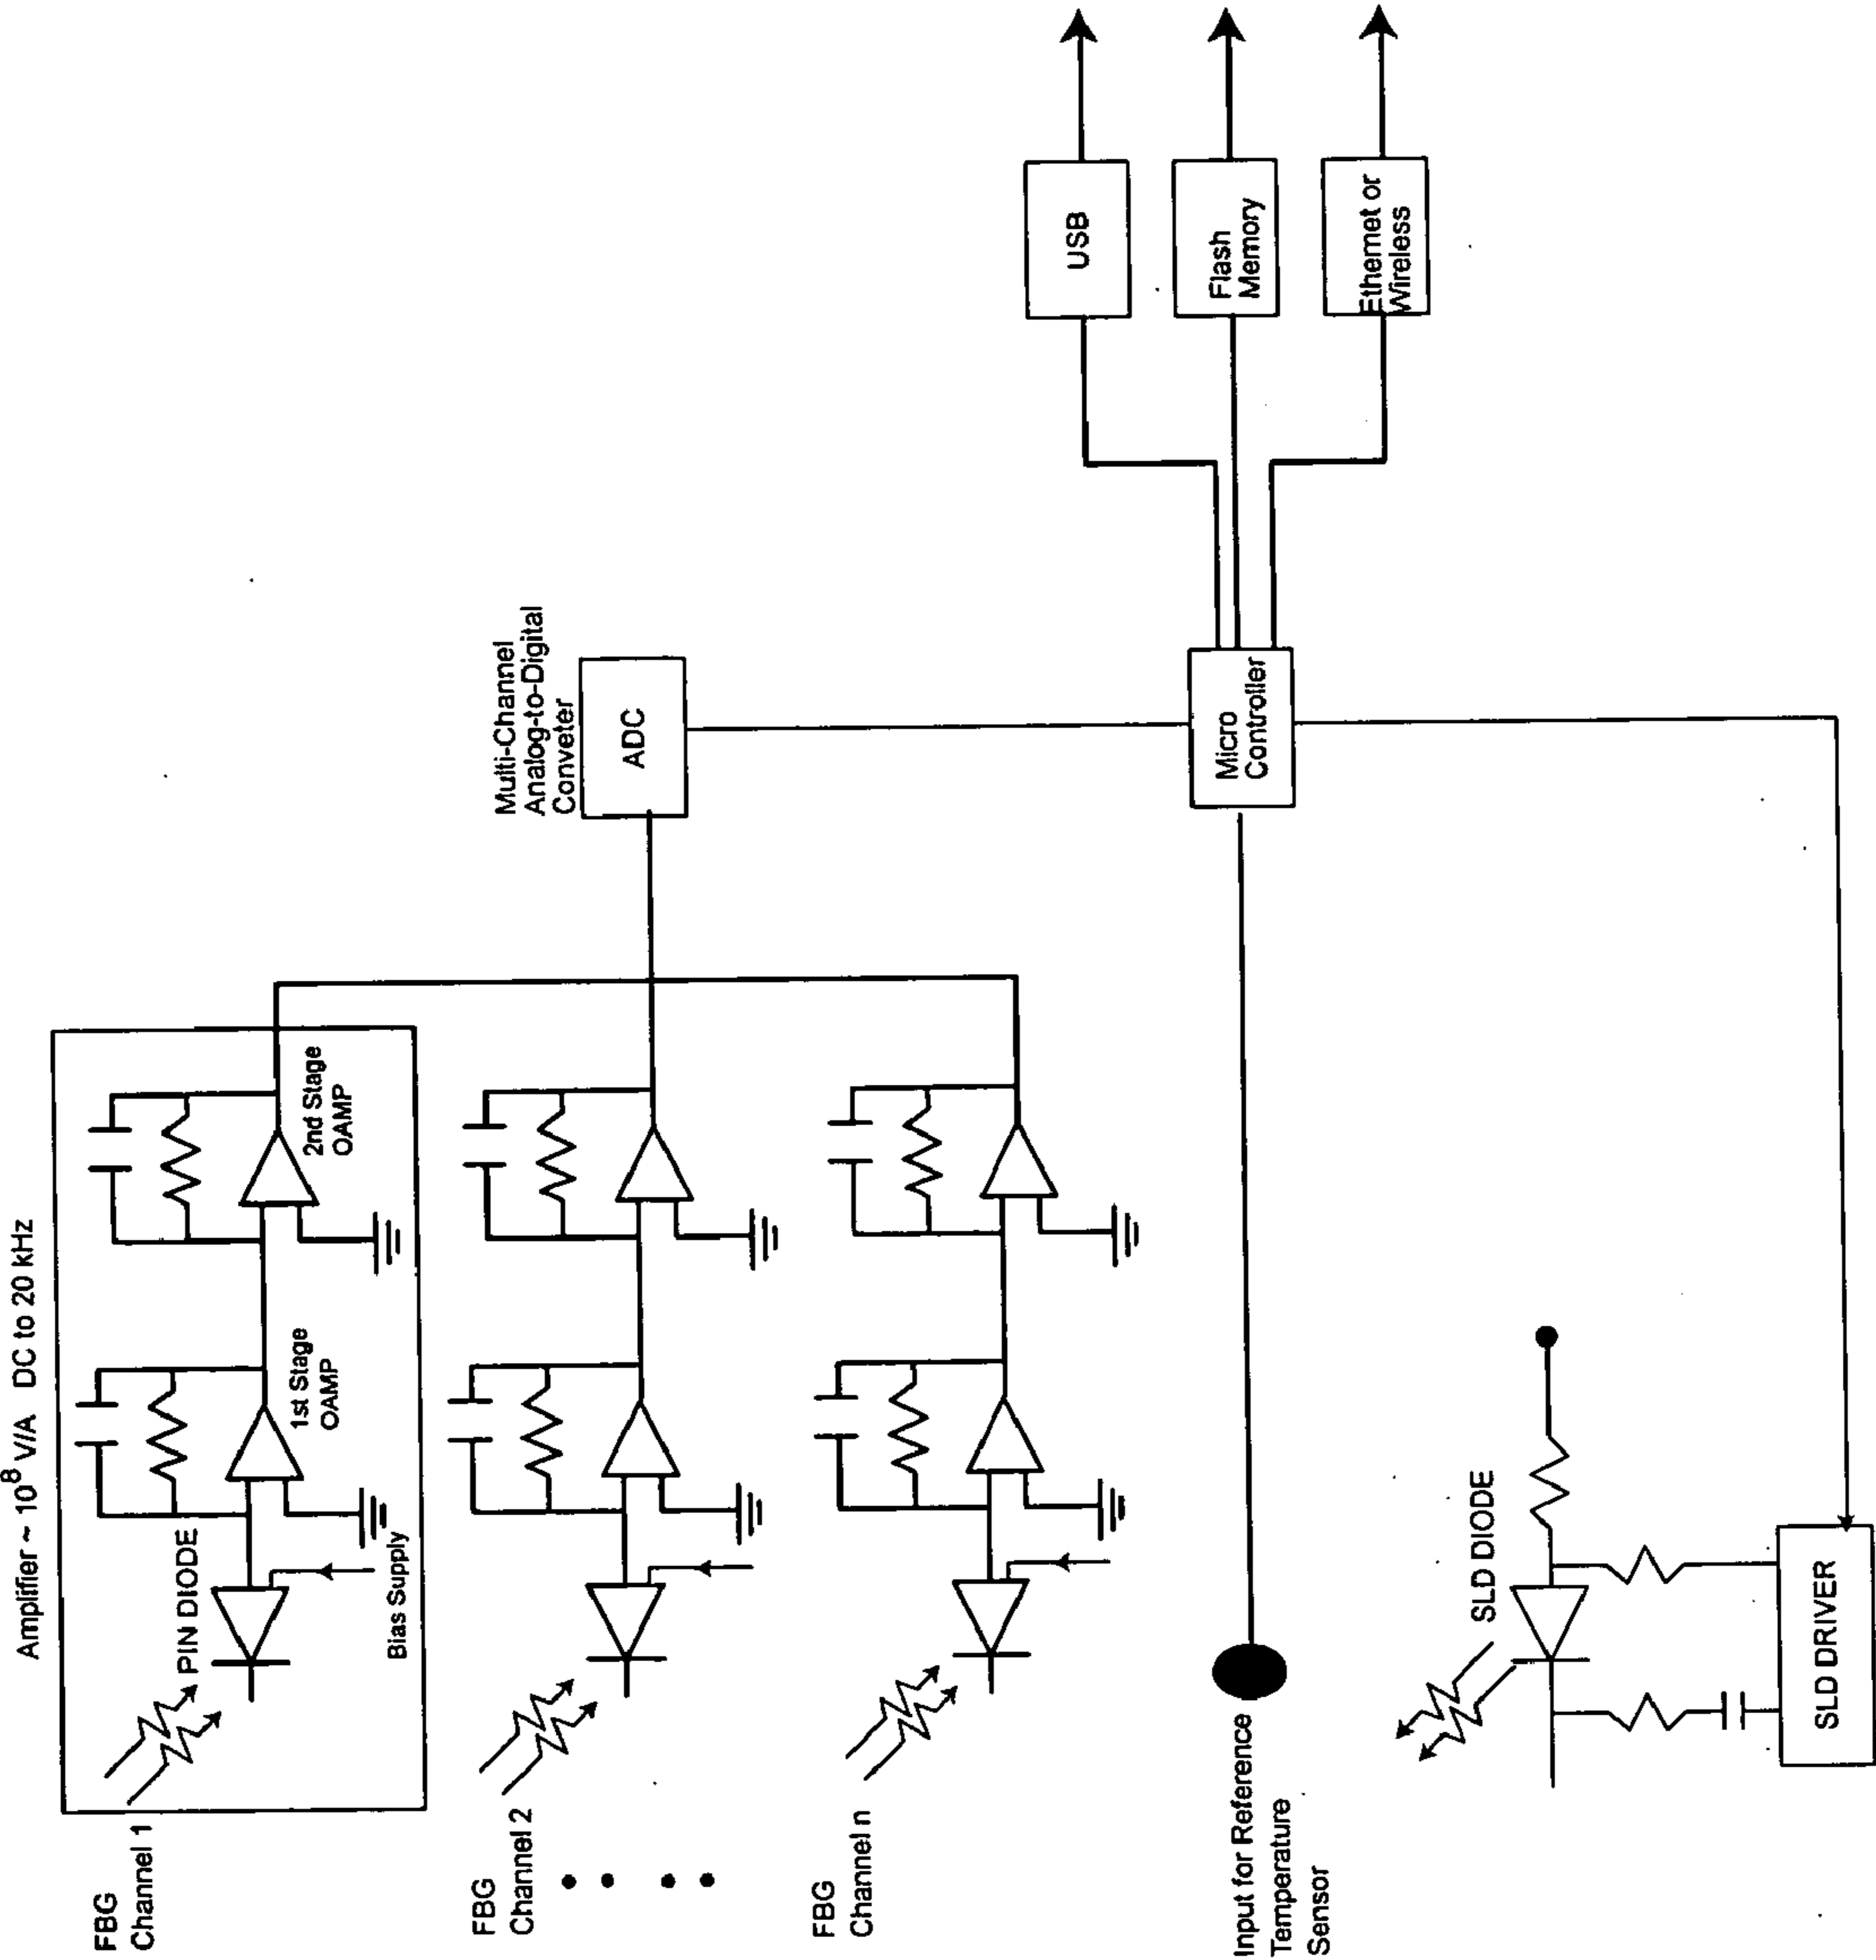 Amplifier ~ 10⁸ V/A DC to 20 kHz
FBG
Channel 1
PIN DIODE
Bias Supply
1st Stage
OAMP
2nd Stage
OAMP
FBG
Channel 2
FBG
Channel n
Multi-Channel
Analog-to-Digital
Conveter
ADC
Input for Reference
Temperature
Sensor
Micro
Controller
USB
Flash
Memory
Ethernet or
Wireless
SLD DIODE
SLD DRIVER